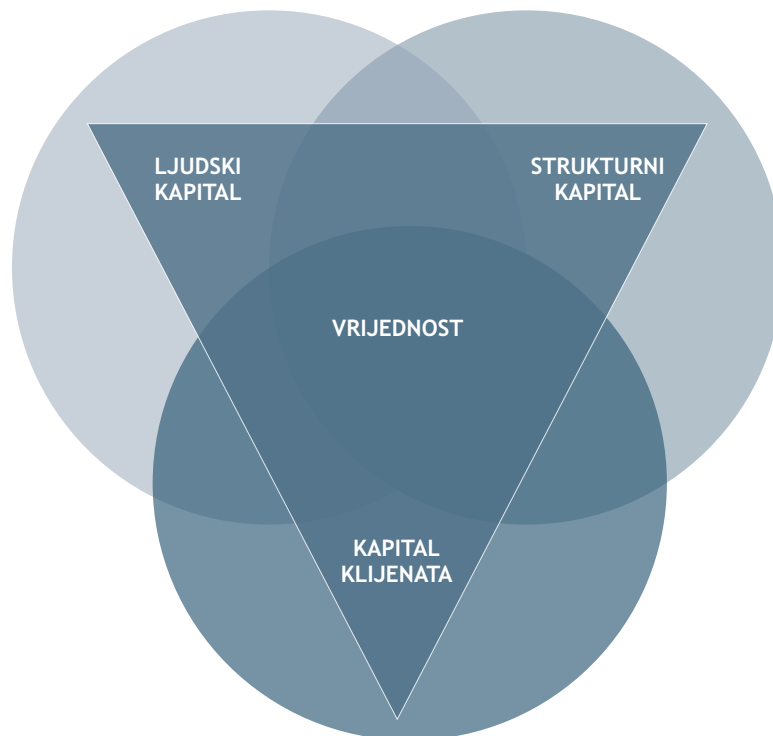 LJUDSKI
KAPITAL
STRUKTURNI
KAPITAL
VRIJEDNOST
KAPITAL
KLIJENATA